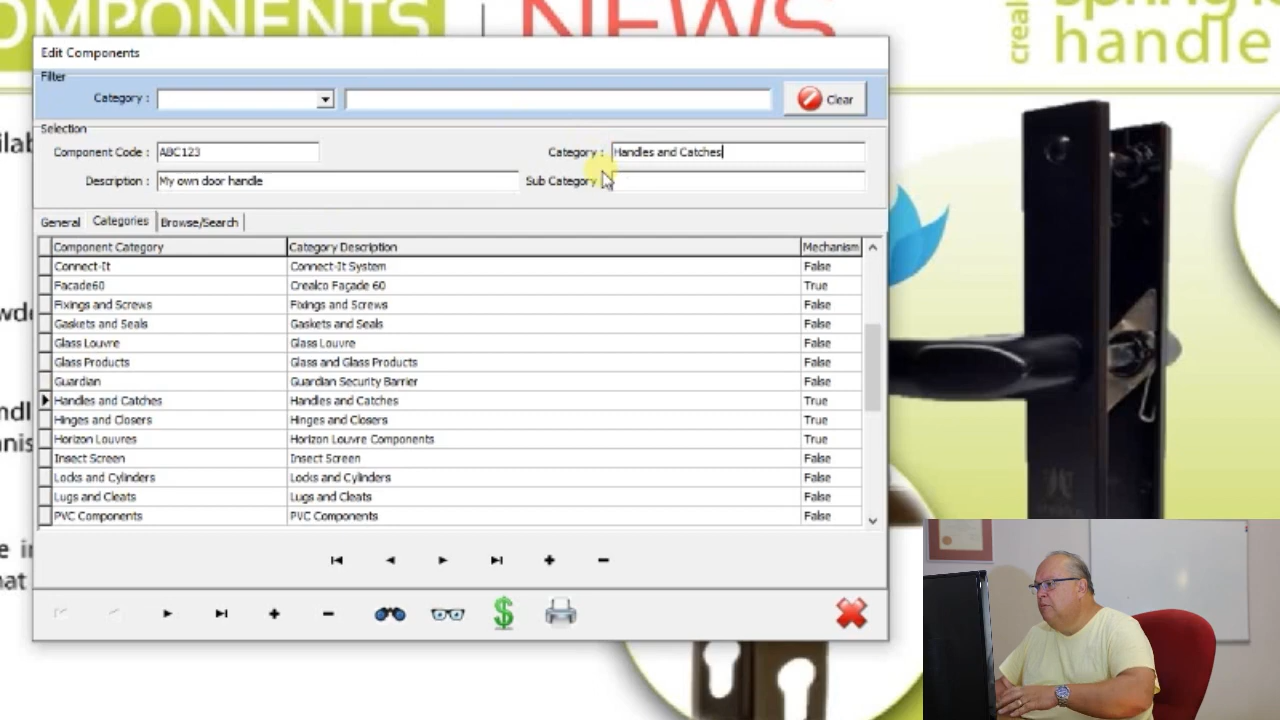 OMPONENTS
NEWS
creal
handle
Edit Components
Filter
Category :
Clear
Selection
Component Code : ABC123
Category : Handles and Catches
Description : My own door handle
Sub Category
General Categories Browse/Search
Component Category Category Description Mechanism
Connect-It Connect-It System False
Facade60 Crealco Façade 60 True
Fixings and Screws Fixings and Screws False
Gaskets and Seals Gaskets and Seals False
Glass Louvre Glass Louvre False
Glass Products Glass and Glass Products False
Guardian Guardian Security Barrier False
Handles and Catches Handles and Catches True
Hinges and Closers Hinges and Closers True
Horizon Louvres Horizon Louvre Components True
Insect Screen Insect Screen False
Locks and Cylinders Locks and Cylinders False
Lugs and Cleats Lugs and Cleats False
PVC Components PVC Components False